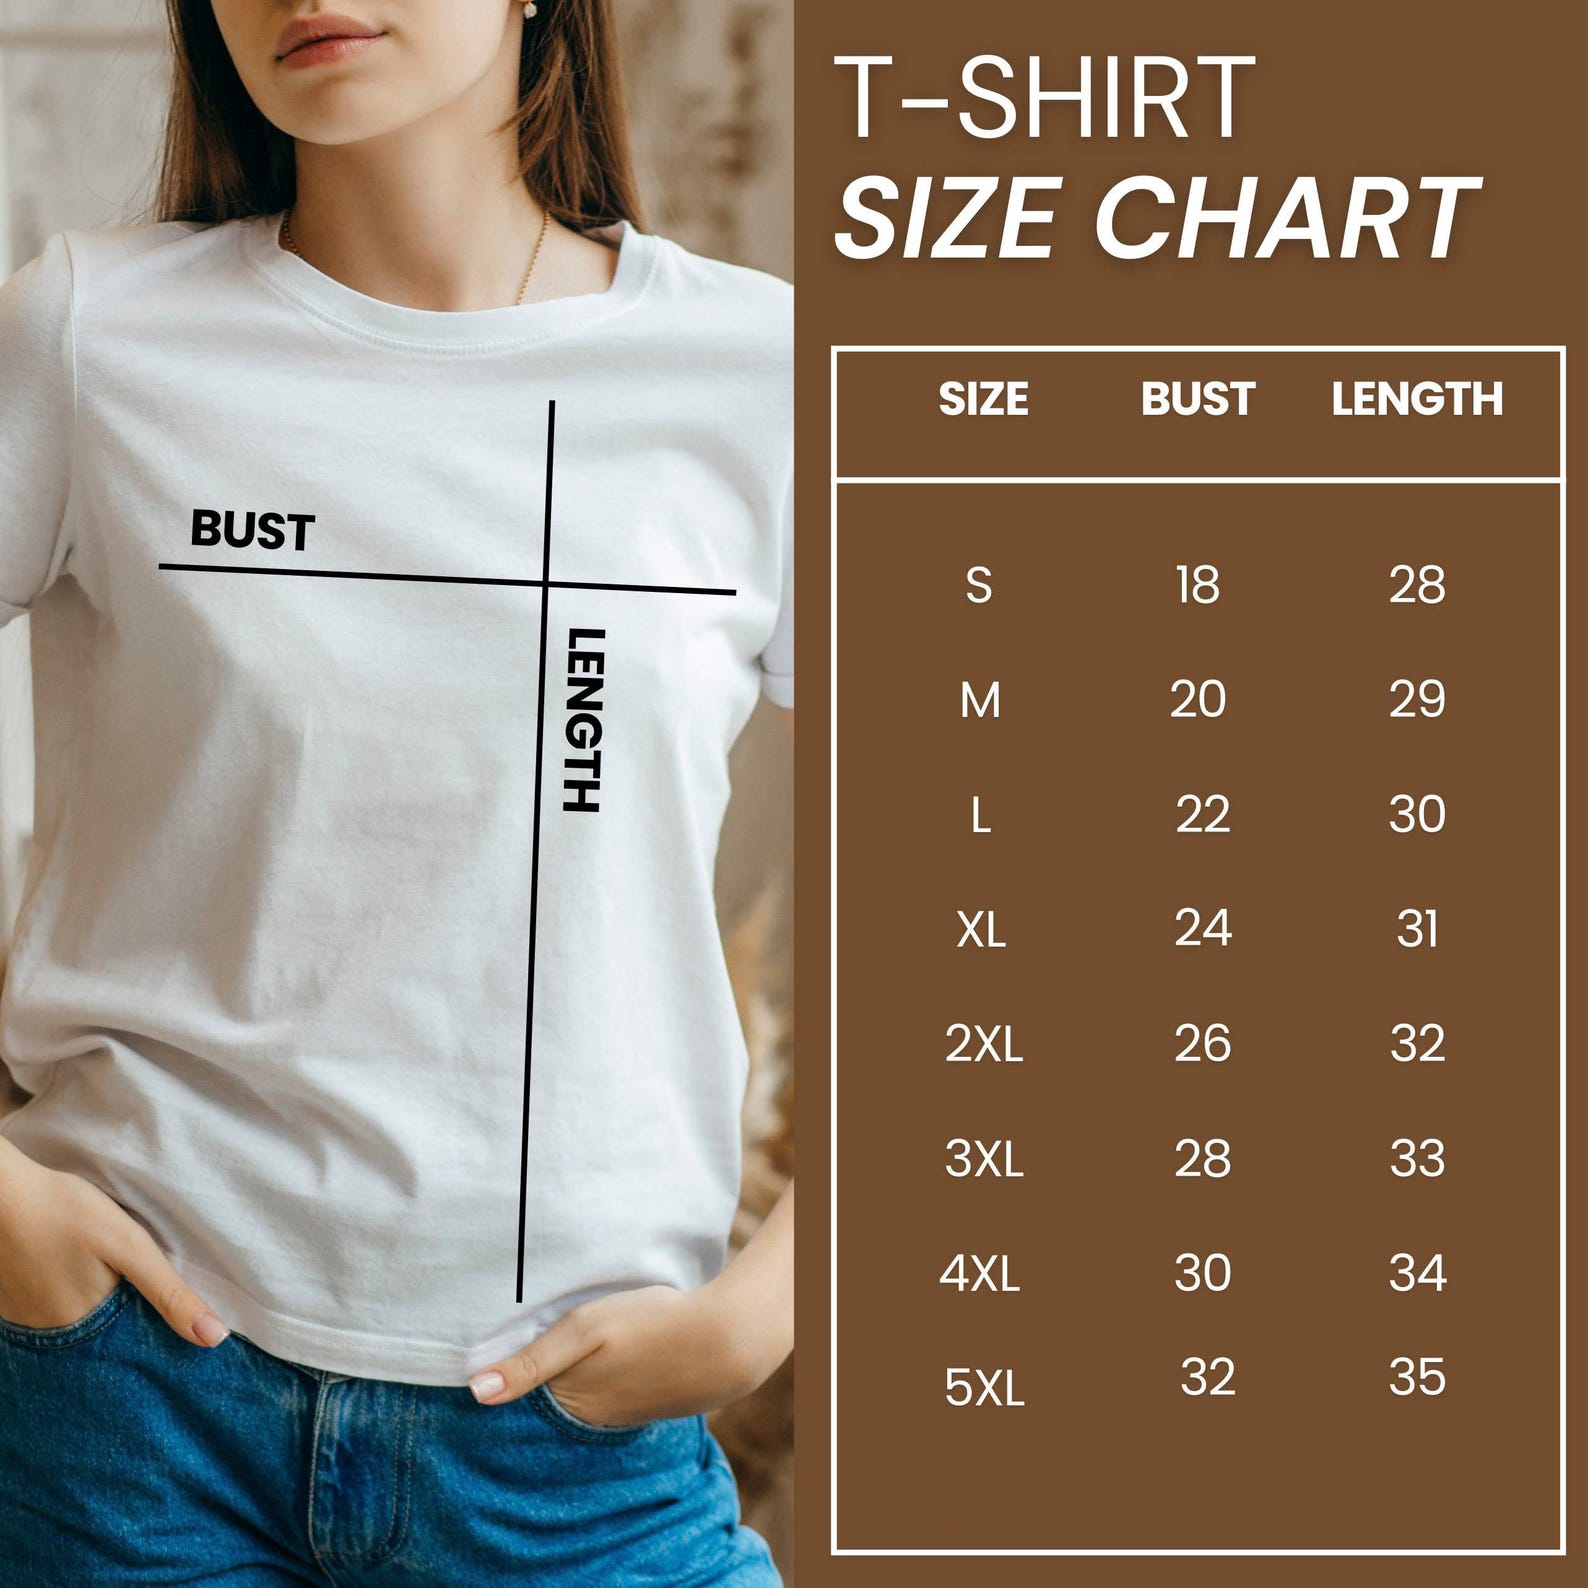 T-SHIRT
SIZE CHART
SIZE BUST LENGTH
S 18 28
M 20 29
L 22 30
XL 24 31
2XL 26 32
3XL 28 33
4XL 30 34
5XL 32 35
BUST
LENGTH